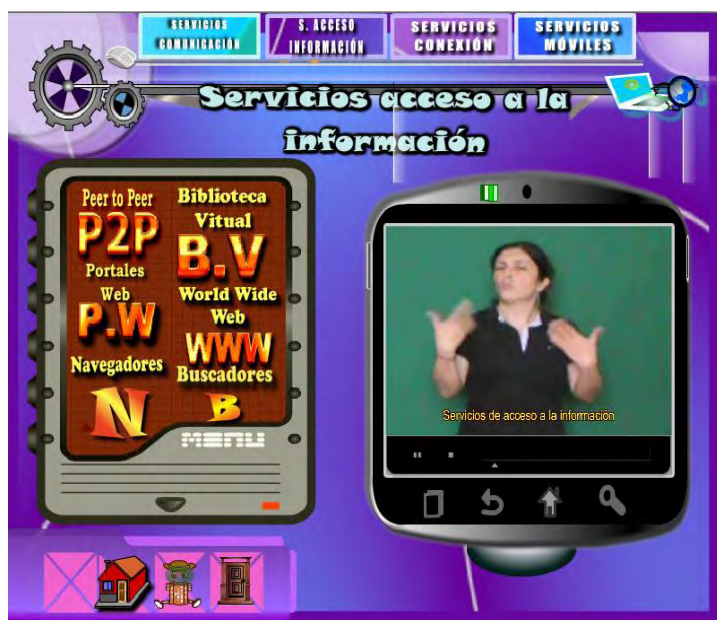 SERVICIOS
COMUNICACIÓN
S. ACCESO
INFORMACIÓN
SERVICIOS
CONEXIÓN
SERVICIOS
MÓVILES
Servicios acceso a la
información
Peer to Peer
P2P
Portales
Web
P.W
Navegadores
N
Biblioteca
Vitual
B.V
World Wide
Web
WWW
Buscadores
B
MENU
Servicios de acceso a la información